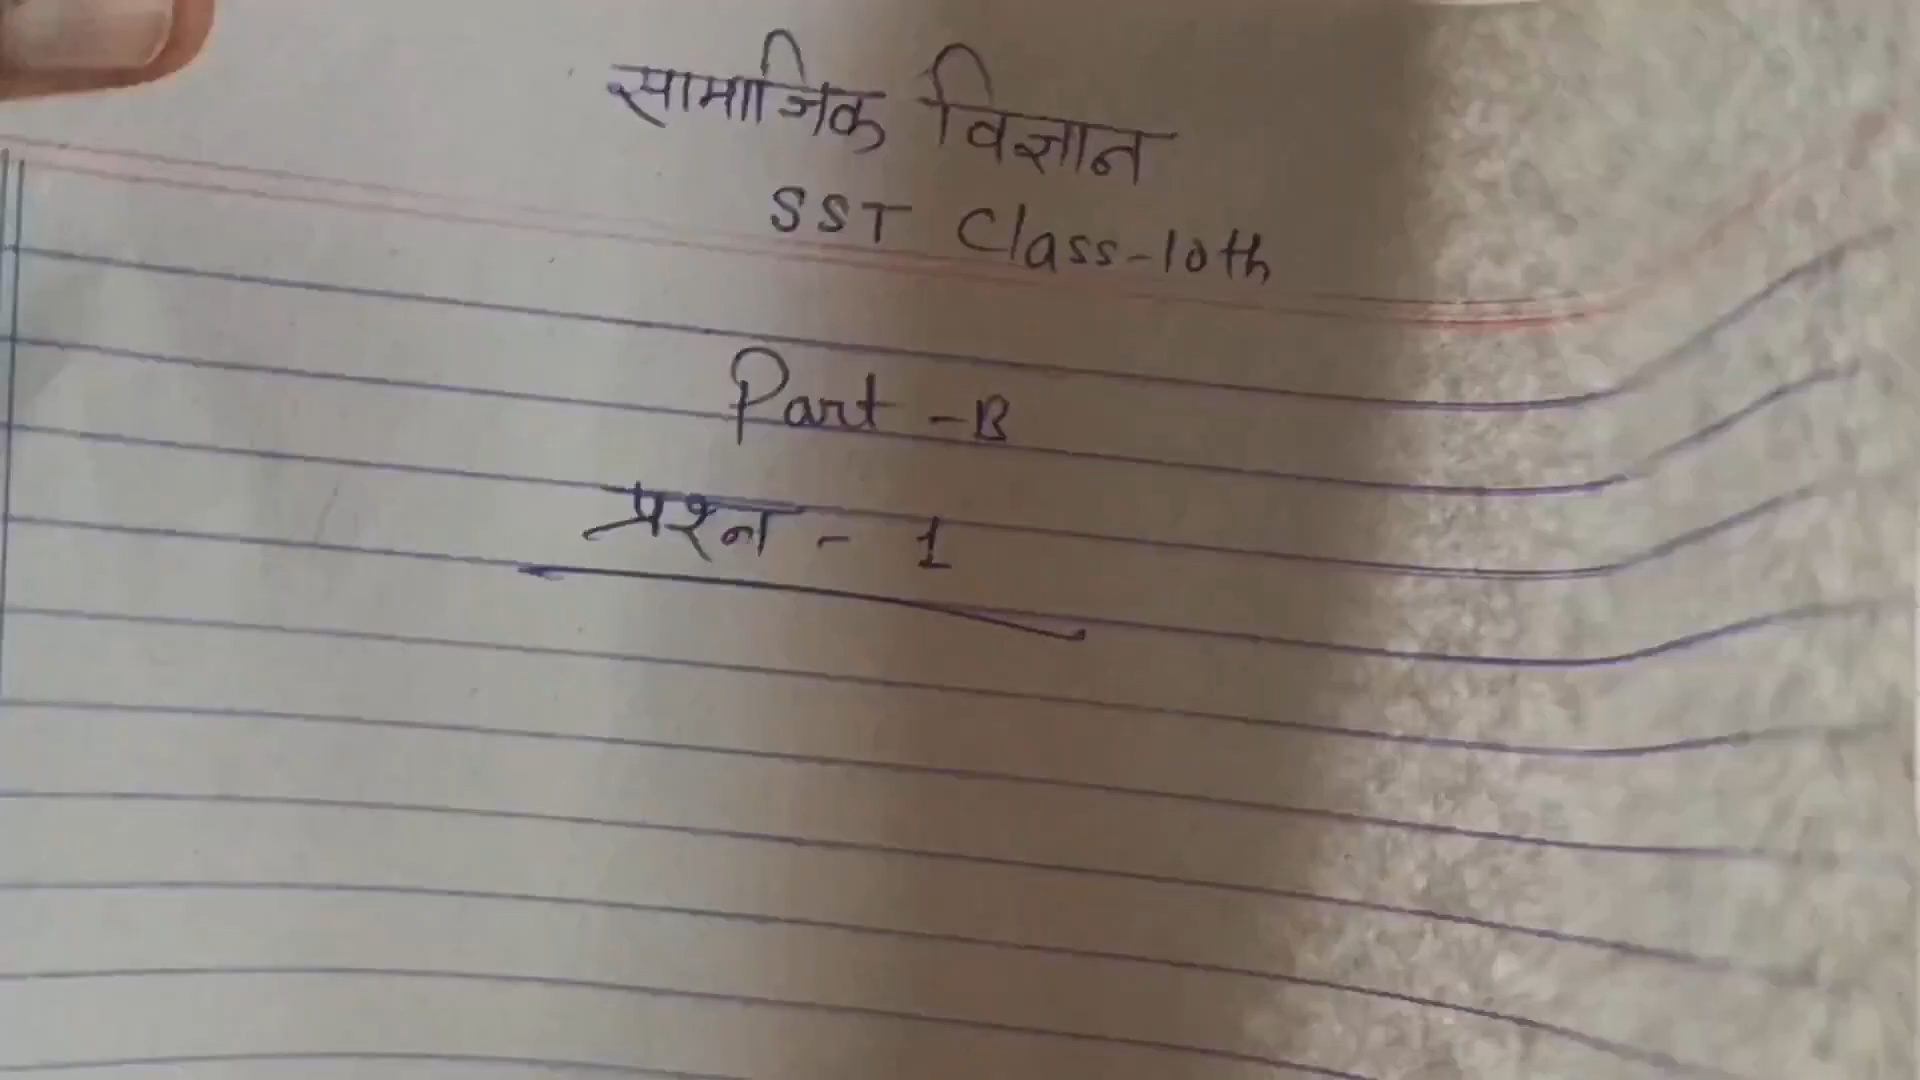 सामाजिक विज्ञान
SST Class-10th
Part -B
प्रश्न - 1